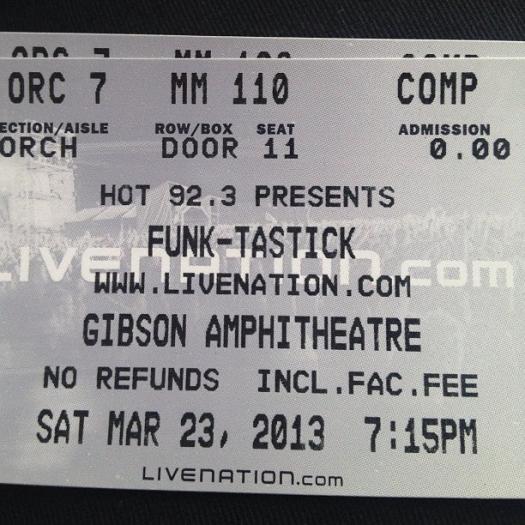 ORC 7 MM 110 COMP
ECTION/AISLE ROW/BOX SEAT ADMISSION
ORCH DOOR 11 0.00
HOT 92.3 PRESENTS
FUNK-TASTICK
LIVENATION.com
WWW.LIVENATION.COM
GIBSON AMPHITHEATRE
NO REFUNDS INCL.FAC.FEE
SAT MAR 23, 2013 7:15PM
LIVENATION.com